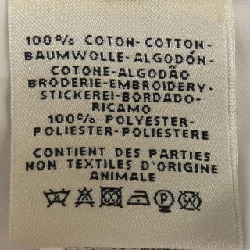 100% COTON-COTTON-
BAUMWOLLE-ALGODÓN-
COTONE-ALGODÃO
BRODERIE-EMBROIDERY-
STICKEREI-BORDADO-
RICAMO
100% POLYESTER-
POLIESTER-POLIESTERE
CONTIENT DES PARTIES
NON TEXTILES D'ORIGINE
ANIMALE